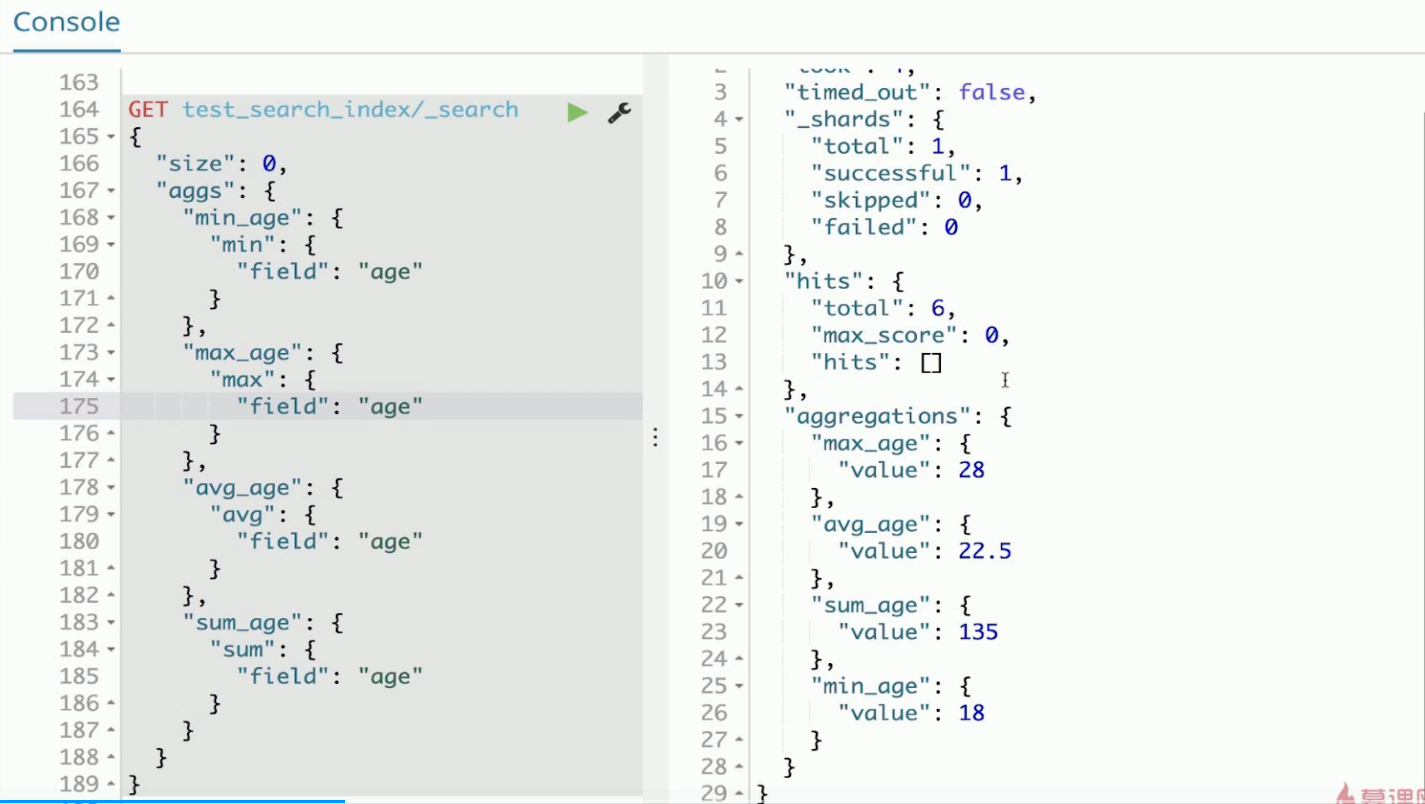 Console
163
164 GET test_search_index/_search
165 {
166 "size": 0,
167 "aggs": {
168 "min_age": {
169 "min": {
170 "field": "age"
171 }
172 },
173 "max_age": {
174 "max": {
175 "field": "age"
176 }
177 },
178 "avg_age": {
179 "avg": {
180 "field": "age"
181 }
182 },
183 "sum_age": {
184 "sum": {
185 "field": "age"
186 }
187 }
188 }
189 }
3 "timed_out": false,
4 "_shards": {
5 "total": 1,
6 "successful": 1,
7 "skipped": 0,
8 "failed": 0
9 },
10 "hits": {
11 "total": 6,
12 "max_score": 0,
13 "hits": []
14 },
15 "aggregations": {
16 "max_age": {
17 "value": 28
18 },
19 "avg_age": {
20 "value": 22.5
21 },
22 "sum_age": {
23 "value": 135
24 },
25 "min_age": {
26 "value": 18
27 }
28 }
29 }